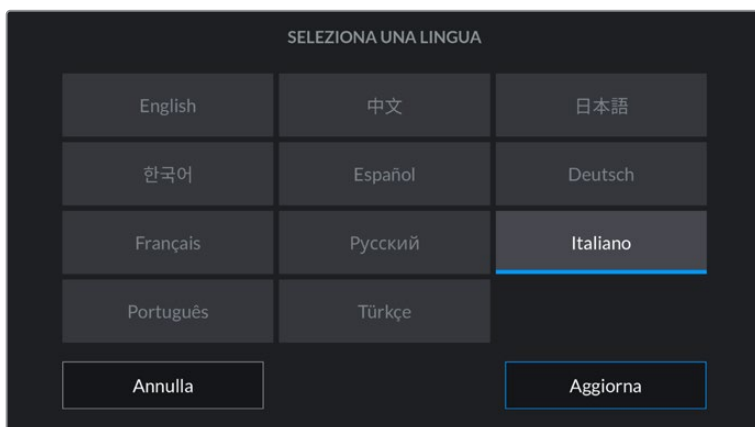 SELEZIONA UNA LINGUA
English 中文 日本語
한국어 Español Deutsch
Français Русский Italiano
Português Türkçe
Annulla Aggiorna